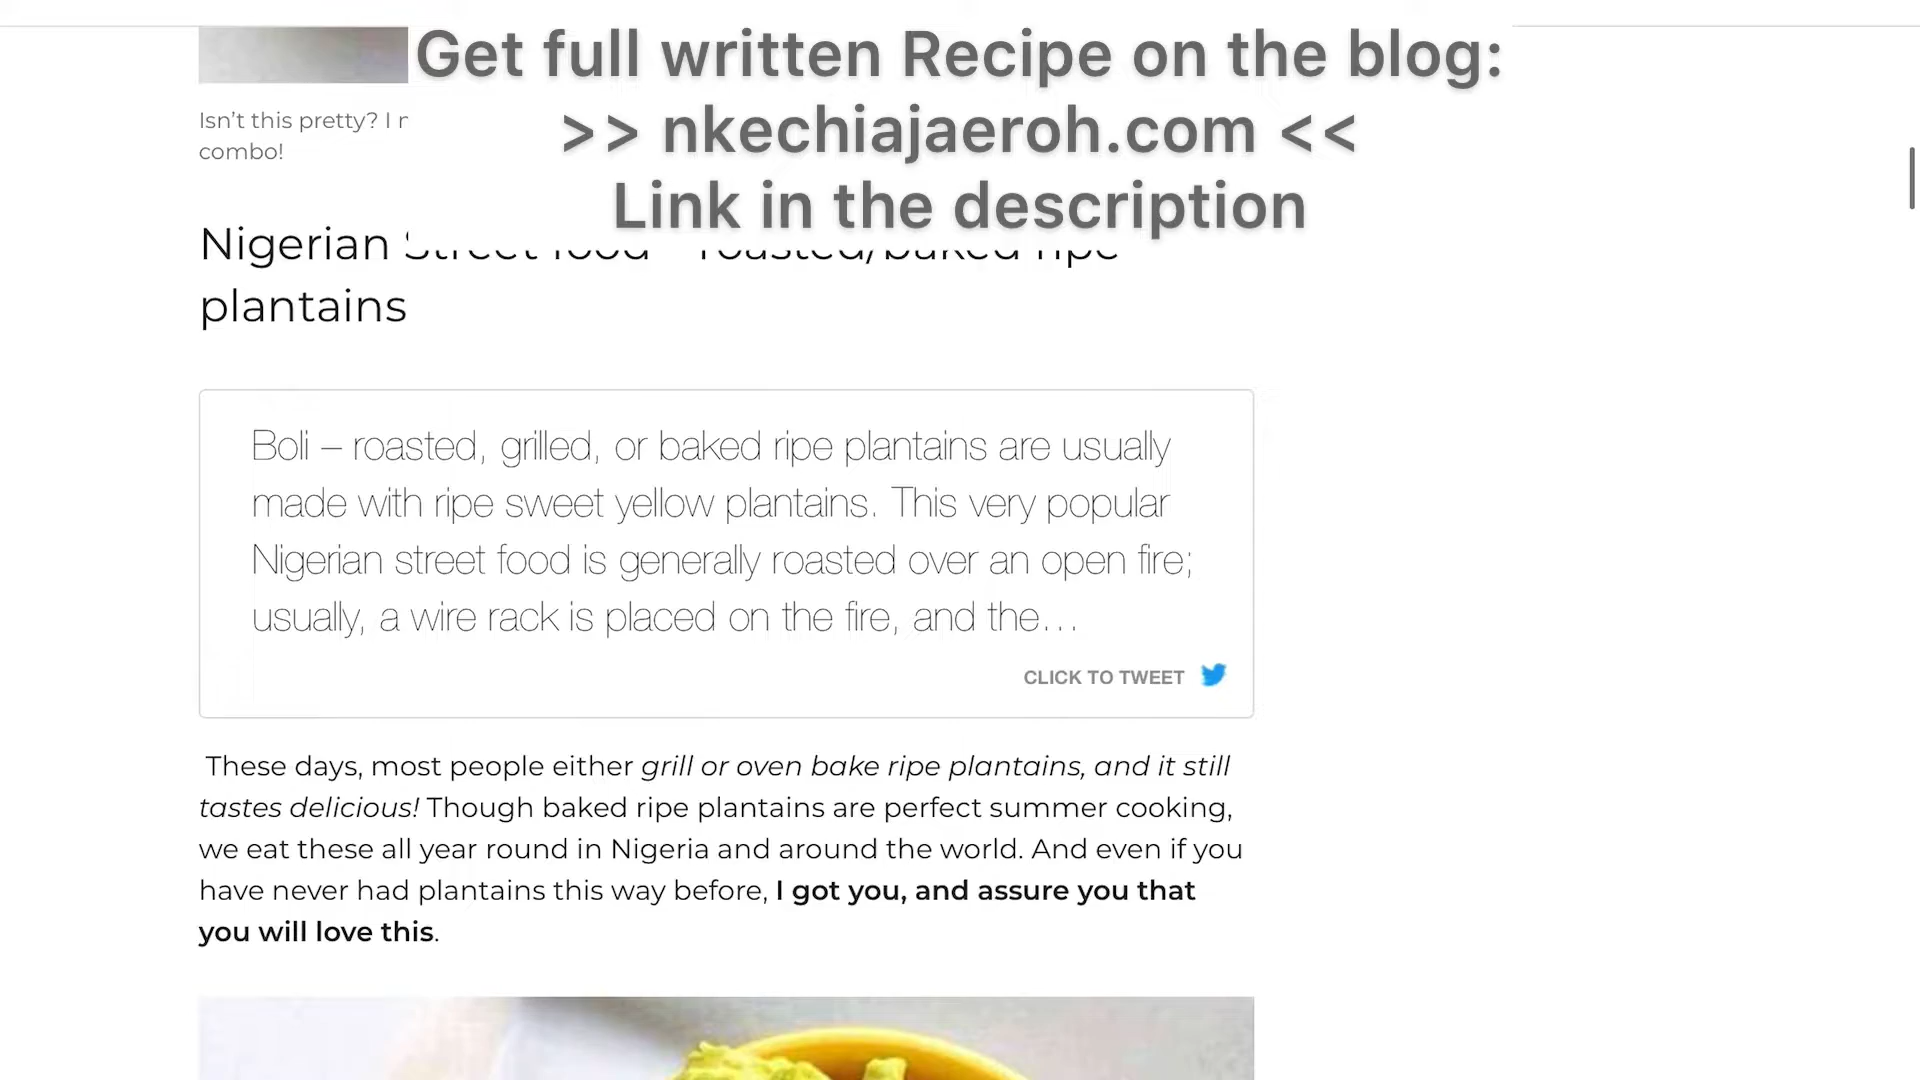 Get full written Recipe on the blog:
>> nkechiajaeroh.com <<
Link in the description
Isn’t this pretty? I
combo!
Nigerian Street food – roasted/baked ripe
plantains
Boli – roasted, grilled, or baked ripe plantains are usually
made with ripe sweet yellow plantains. This very popular
Nigerian street food is generally roasted over an open fire;
usually, a wire rack is placed on the fire, and the…
CLICK TO TWEET
These days, most people either grill or oven bake ripe plantains, and it still
tastes delicious! Though baked ripe plantains are perfect summer cooking,
we eat these all year round in Nigeria and around the world. And even if you
have never had plantains this way before, I got you, and assure you that
you will love this.